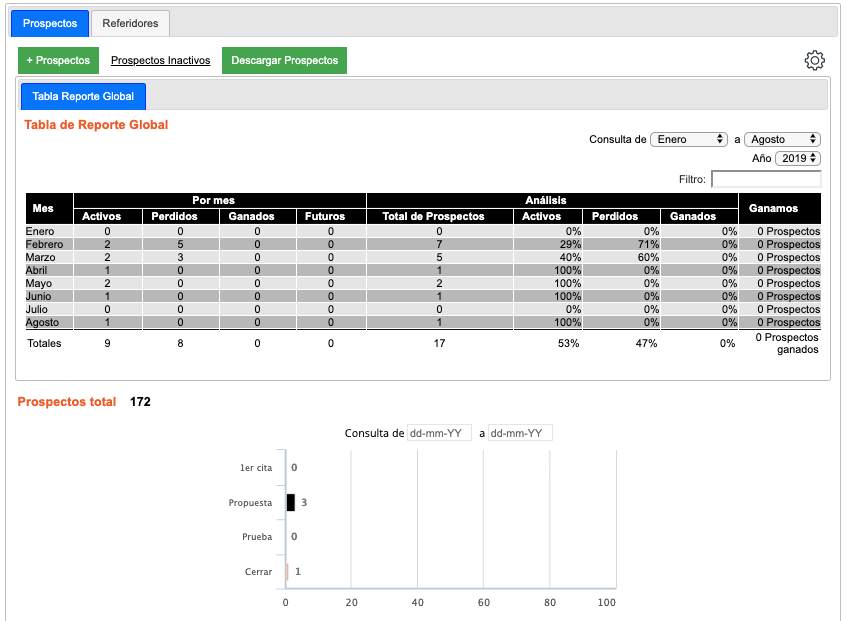 Prospectos Referidores
+ Prospectos Prospectos Inactivos Descargar Prospectos
Tabla Reporte Global
Tabla de Reporte Global
Consulta de Enero a Agosto
Año 2019
Filtro:
Mes Por mes Análisis Ganamos
Activos Perdidos Ganados Futuros Total de Prospectos Activos Perdidos Ganados
Enero 0 0 0 0 0 0% 0% 0% 0 Prospectos
Febrero 2 5 0 0 7 29% 71% 0% 0 Prospectos
Marzo 2 3 0 0 5 40% 60% 0% 0 Prospectos
Abril 1 0 0 0 1 100% 0% 0% 0 Prospectos
Mayo 2 0 0 0 2 100% 0% 0% 0 Prospectos
Junio 1 0 0 0 1 100% 0% 0% 0 Prospectos
Julio 0 0 0 0 0 0% 0% 0% 0 Prospectos
Agosto 1 0 0 0 1 100% 0% 0% 0 Prospectos
Totales 9 8 0 0 17 53% 47% 0% 0 Prospectos
ganados
Prospectos total 172
Consulta de dd-mm-YY a dd-mm-YY
1er cita 0
Propuesta 3
Prueba 0
Cerrar 1
0 20 40 60 80 100